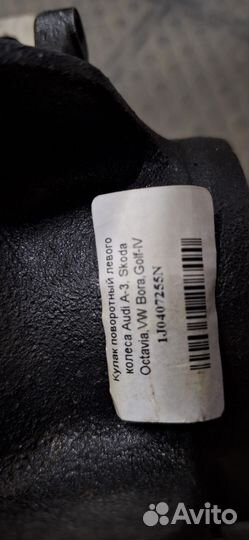 Кулак поворотный левого
колеса Audi A-3. Skoda
Octavia,VW Bora,Golf-IV
1J0407255N
Avito